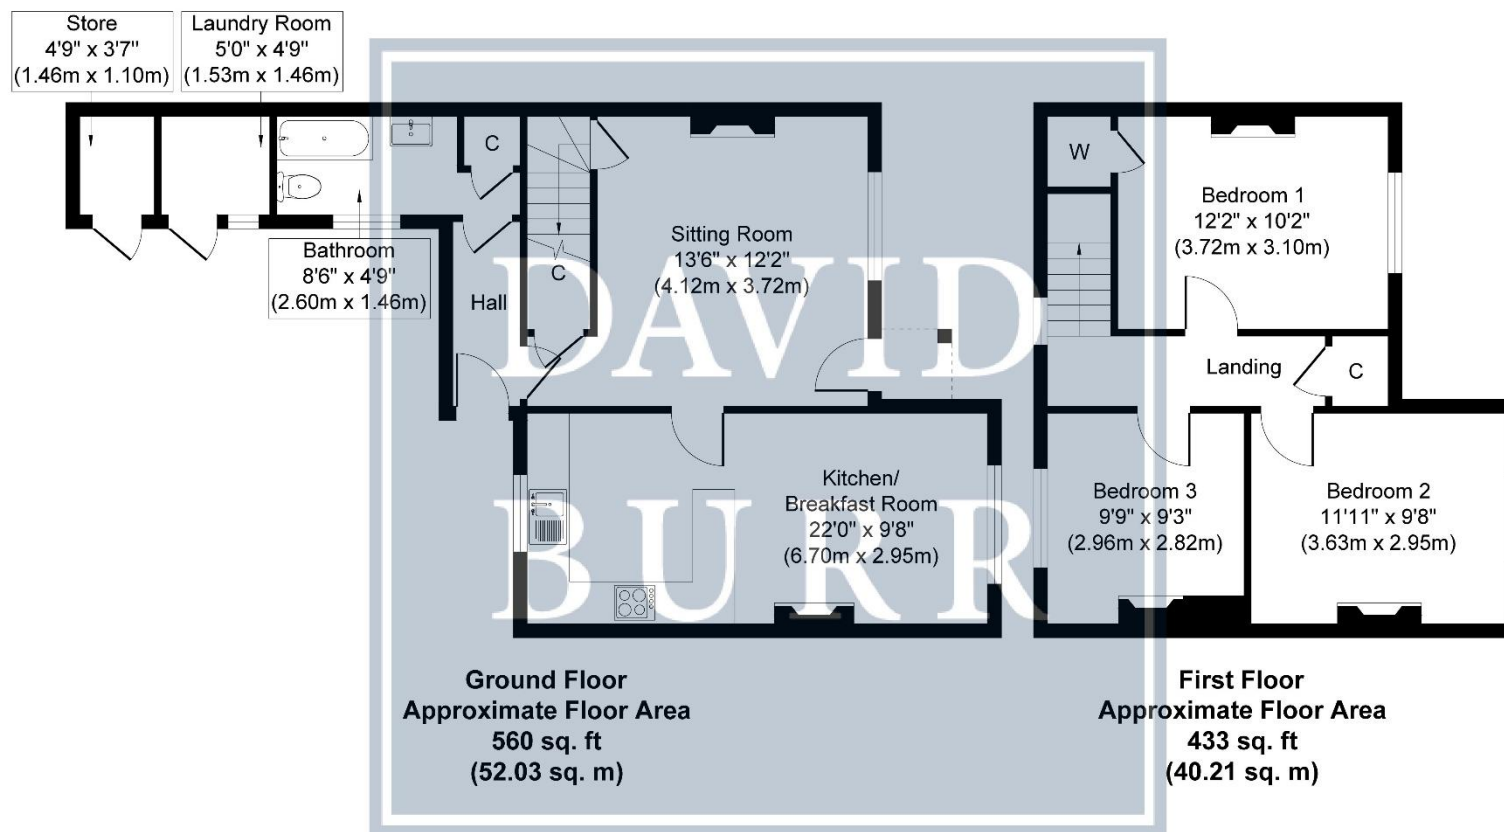 Store
4'9" x 3'7"
(1.46m x 1.10m)
Laundry Room
5'0" x 4'9"
(1.53m x 1.46m)
C
W
Bedroom 1
12'2" x 10'2"
(3.72m x 3.10m)
Sitting Room
13'6" x 12'2"
(4.12m x 3.72m)
Bathroom
8'6" x 4'9"
(2.60m x 1.46m)
C
Hall
DAVID
Landing
C
Kitchen/
Breakfast Room
22'0" x 9'8"
(6.70m x 2.95m)
Bedroom 3
9'9" x 9'3"
(2.96m x 2.82m)
Bedroom 2
11'11" x 9'8"
(3.63m x 2.95m)
BURR
Ground Floor
Approximate Floor Area
560 sq. ft
(52.03 sq. m)
First Floor
Approximate Floor Area
433 sq. ft
(40.21 sq. m)